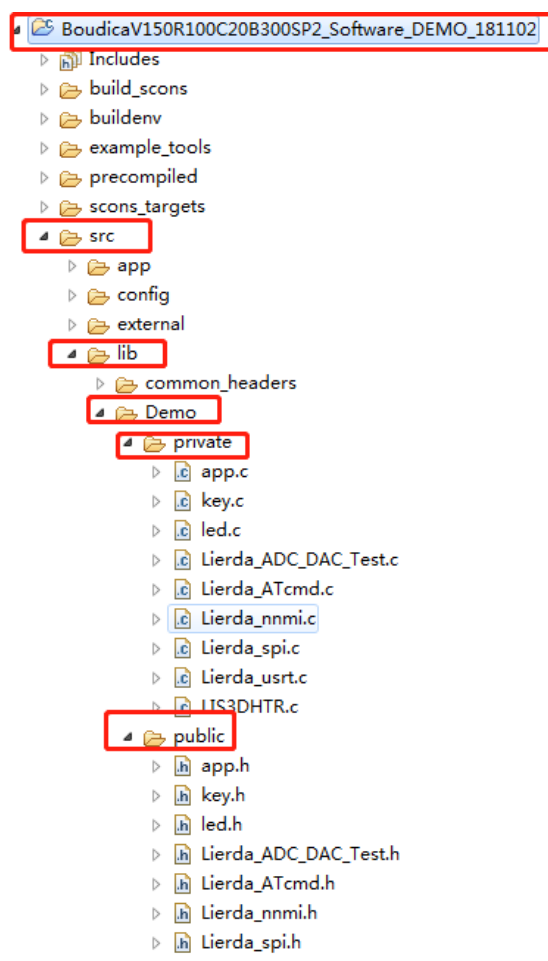 BoudicaV150R100C20B300SP2_Software_DEMO_181102
Includes
build_scons
buildenv
example_tools
precompiled
scons_targets
src
app
config
external
lib
common_headers
Demo
private
app.c
key.c
led.c
Lierda_ADC_DAC_Test.c
Lierda_ATcmd.c
Lierda_nnmi.c
Lierda_spi.c
Lierda_usrt.c
LIS3DHTR.c
public
app.h
key.h
led.h
Lierda_ADC_DAC_Test.h
Lierda_ATcmd.h
Lierda_nnmi.h
Lierda_spi.h